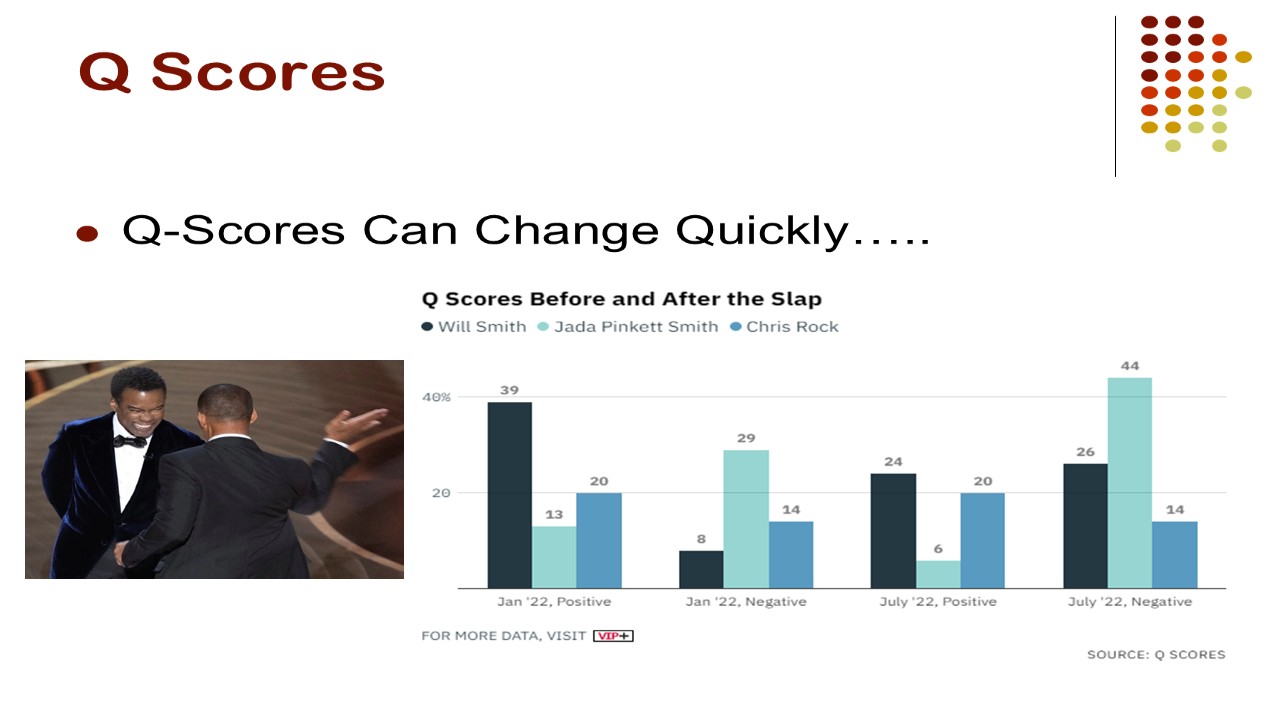 Q Scores
Q-Scores Can Change Quickly…..
Q Scores Before and After the Slap
Will Smith Jada Pinkett Smith Chris Rock
44
40%
39
29
26
24
20
20
20
14
14
13
8
6
Jan '22, Positive Jan '22, Negative July '22, Positive July '22, Negative
FOR MORE DATA, VISIT VIP+
SOURCE: Q SCORES